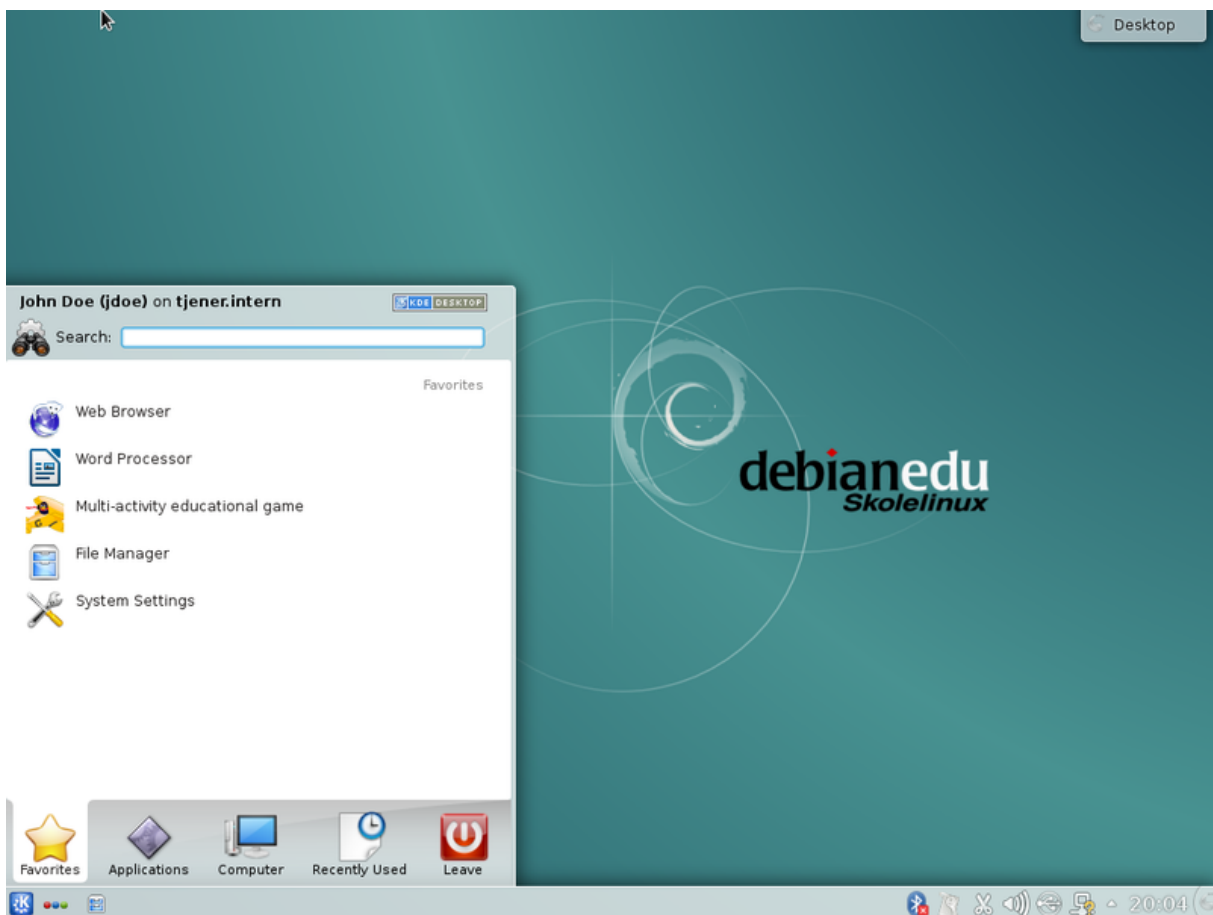 Desktop
John Doe (jdoe) on tjener.intern
KDE DESKTOP
Search:
Favorites
Web Browser
Word Processor
Multi-activity educational game
File Manager
System Settings
debianedu
Skolelinux
Favorites
Applications
Computer
Recently Used
Leave
20:04